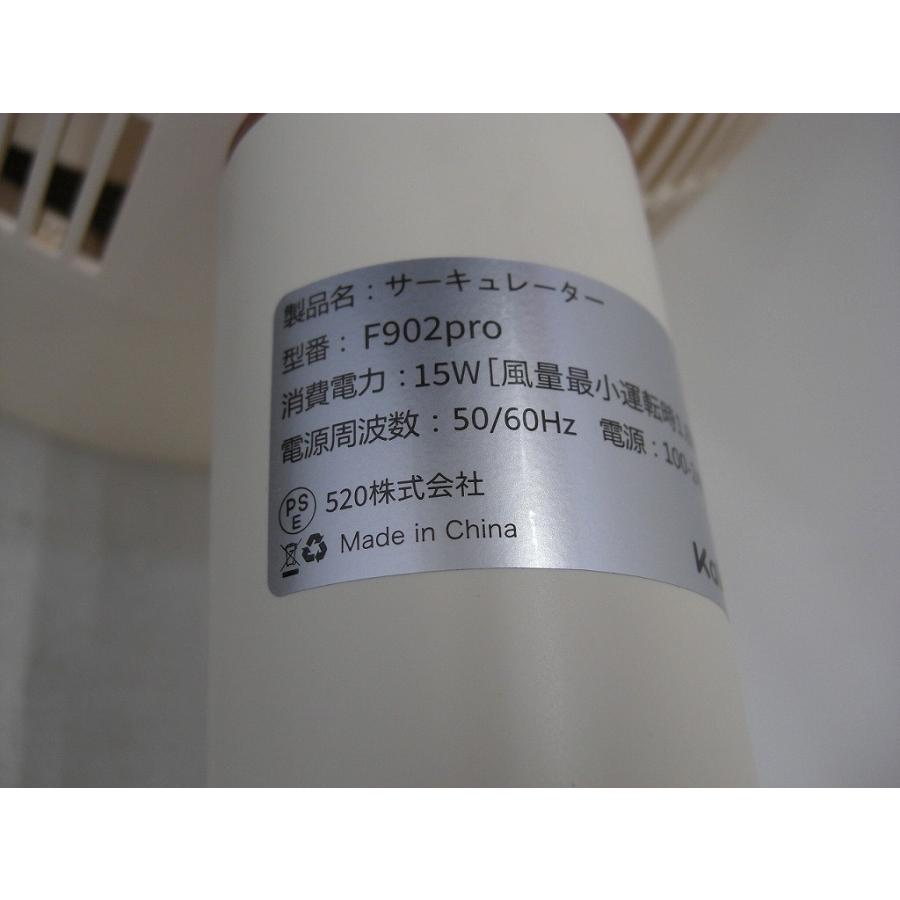 製品名：サーキュレーター
型番： F902pro
消費電力：15W[風量最小運転時1
電源周波数：50/60Hz 電源：100-
PSE 520株式会社
Made in China